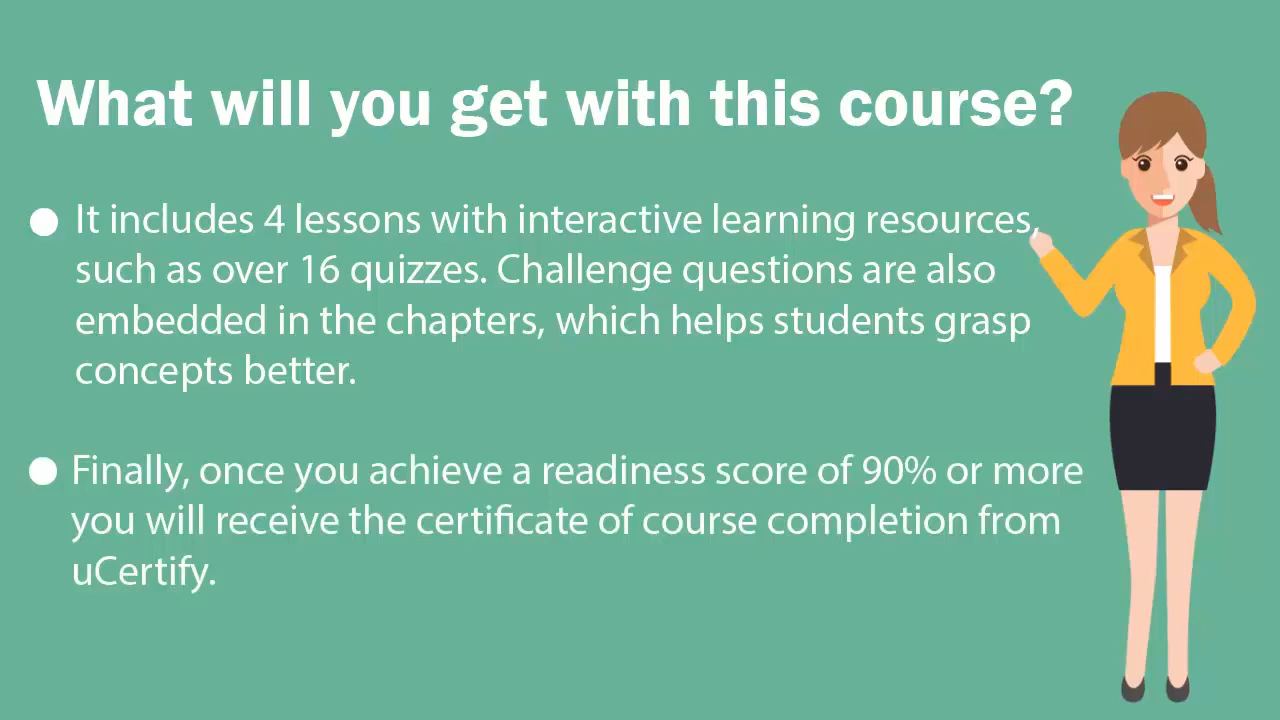 What will you get with this course?
It includes 4 lessons with interactive learning resources,
such as over 16 quizzes. Challenge questions are also
embedded in the chapters, which helps students grasp
concepts better.
Finally, once you achieve a readiness score of 90% or more
you will receive the certificate of course completion from
uCertify.